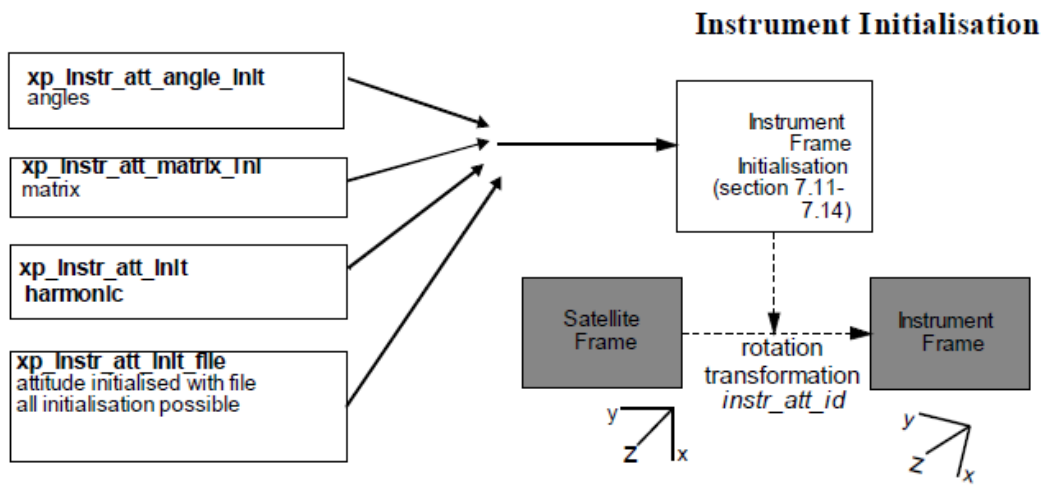 Instrument Initialisation
xp_instr_att_angle_init
angles
xp_instr_att_matrix_ini
matrix
xp_instr_att_init
harmonic
xp_instr_att_init_file
attitude initialised with file
all initialisation possible
Instrument
Frame
Initialisation
(section 7.11-
7.14)
Satellite
Frame
Instrument
Frame
rotation
transformation
instr_att_id
y
Z
x
y
Z
x